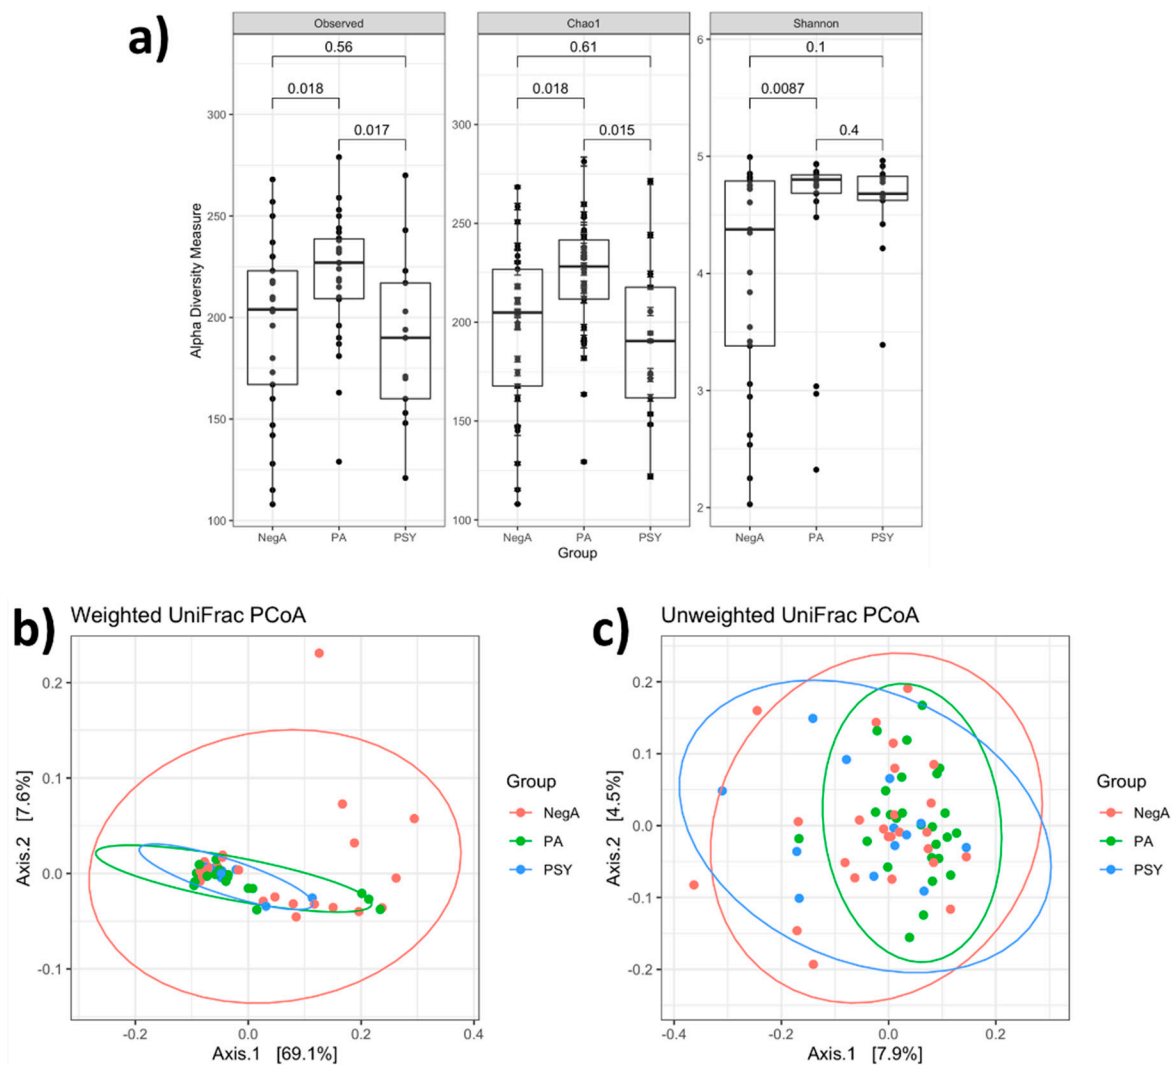 a)
Observed
Chao1
Shannon
Alpha Diversity Measure
0.56
0.018
0.017
300
250
200
150
100
NegA
PA
PSY
0.61
0.018
0.015
300
250
200
150
100
NegA
PA
PSY
0.1
0.0087
0.4
6
5
4
3
2
NegA
PA
PSY
Group
b)
Weighted UniFrac PCoA
Axis.2 [7.6%]
0.2
0.1
0.0
-0.1
-0.2
0.0
0.2
0.4
Axis.1 [69.1%]
Group
NegA
PA
PSY
c)
Unweighted UniFrac PCoA
Axis.2 [4.5%]
0.2
0.1
0.0
-0.1
-0.2
-0.4
-0.2
0.0
0.2
Axis.1 [7.9%]
Group
NegA
PA
PSY